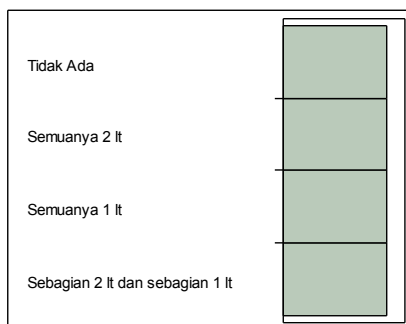 Tidak Ada
Semuanya 2 lt
Semuanya 1 lt
Sebagian 2 lt dan sebagian 1 lt